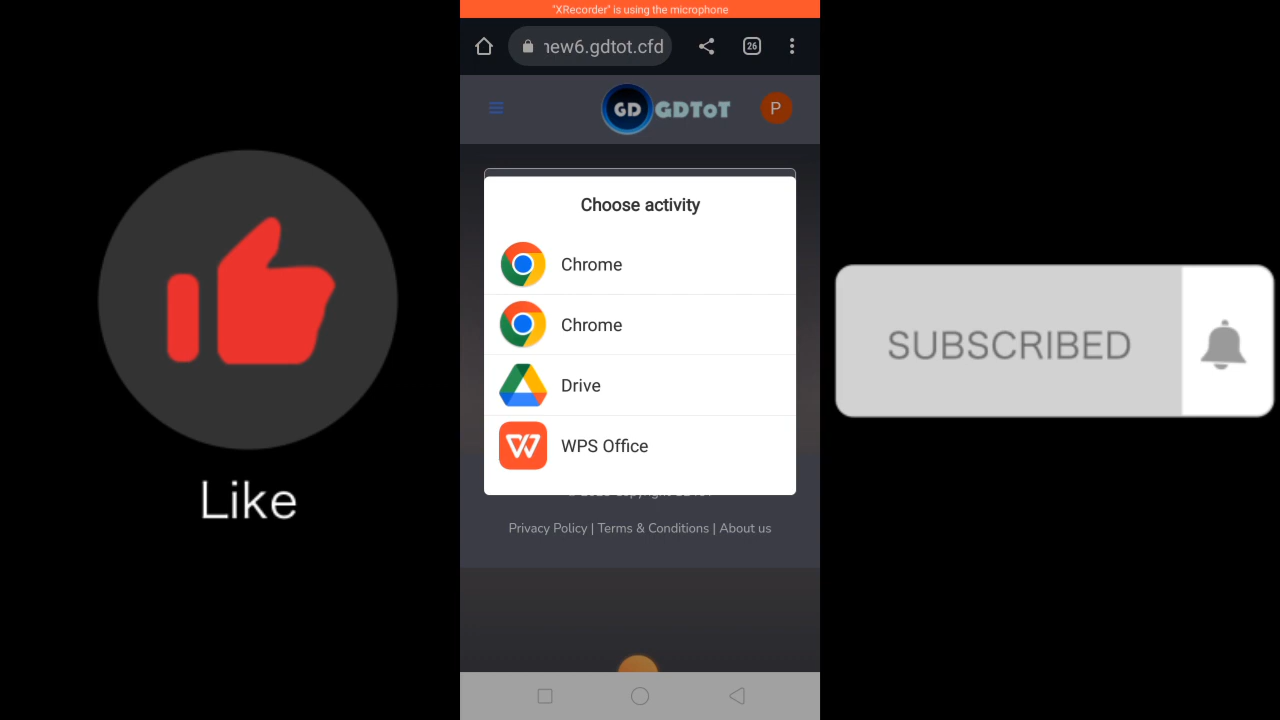 "XRecorder" is using the microphone
new6.gdtot.cfd
26
GD GDToT
P
Choose activity
Chrome
Chrome
Drive
WPS Office
Privacy Policy | Terms & Conditions | About us
Like
SUBSCRIBED